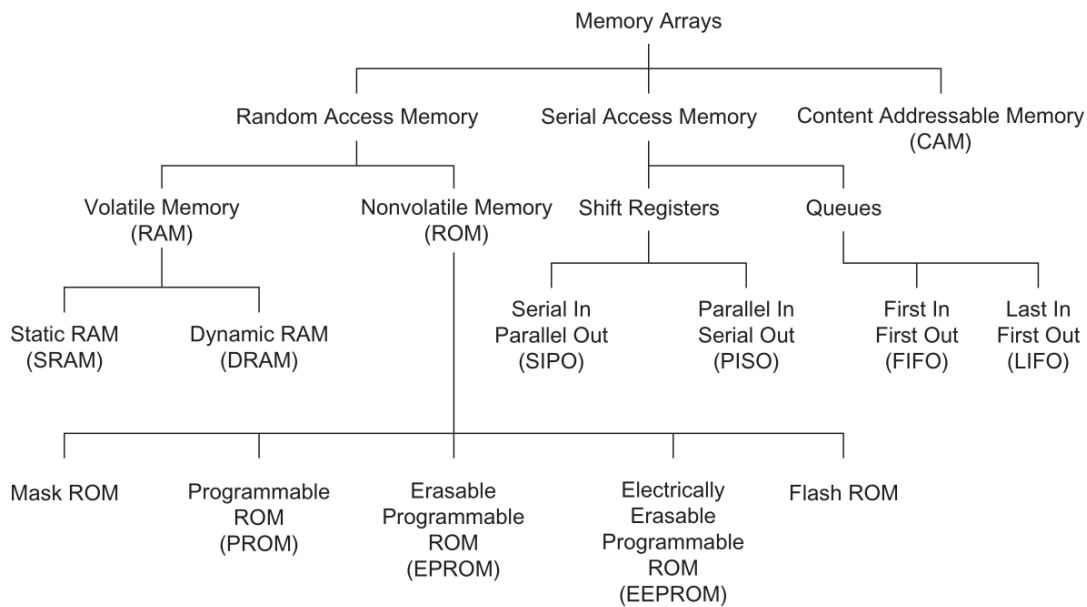 Memory Arrays
Random Access Memory
Serial Access Memory
Content Addressable Memory
(CAM)
Volatile Memory
(RAM)
Nonvolatile Memory
(ROM)
Shift Registers
Queues
Static RAM
(SRAM)
Dynamic RAM
(DRAM)
Serial In
Parallel Out
(SIPO)
Parallel In
Serial Out
(PISO)
First In
First Out
(FIFO)
Last In
First Out
(LIFO)
Mask ROM
Programmable
ROM
(PROM)
Erasable
Programmable
ROM
(EPROM)
Electrically
Erasable
Programmable
ROM
(EEPROM)
Flash ROM